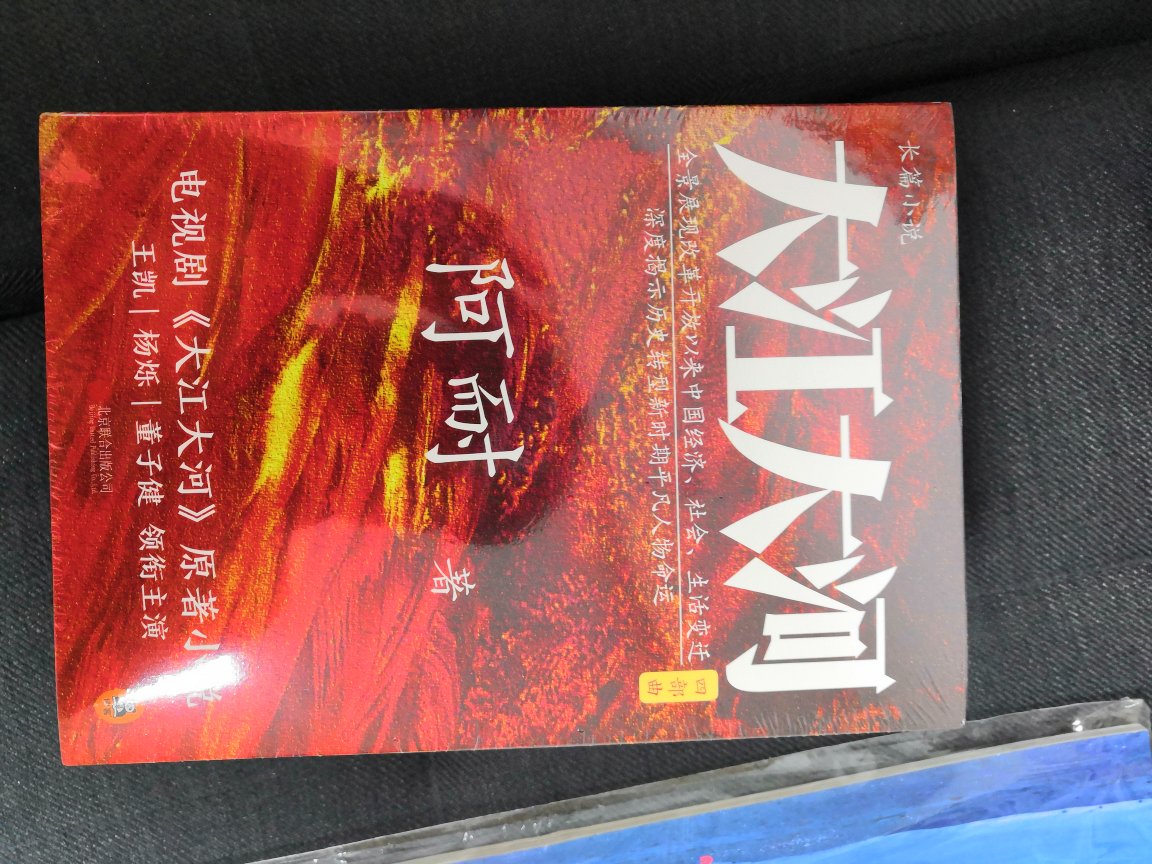 长篇小说
大江大河
四部曲
全景展现改革开放以来中国经济、社会、生活变迁
深度揭示历史转型新时期平凡人物命运
阿耐 著
电视剧《大江大河》原著小说
王凯|杨烁|董子健 领衔主演
北京联合出版公司